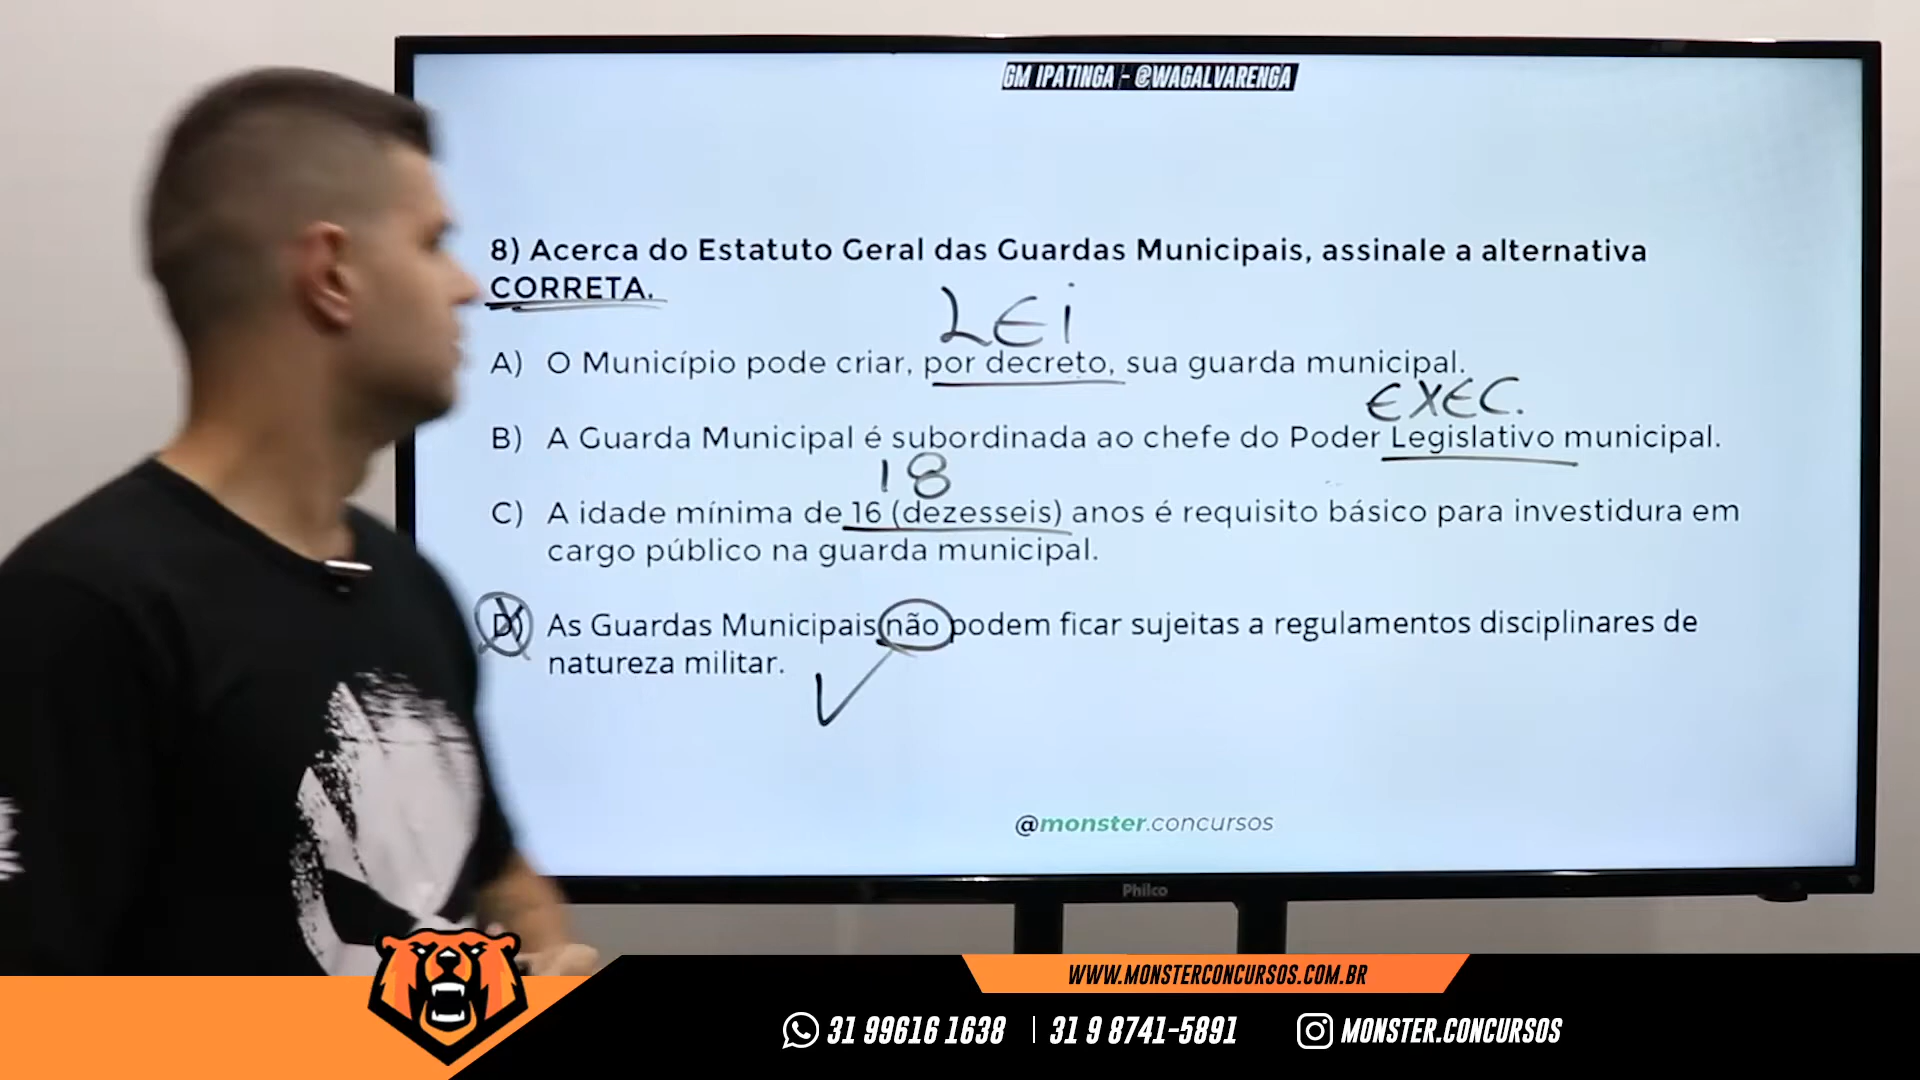 GM IPATINGA - @WAGALVARENGA
8) Acerca do Estatuto Geral das Guardas Municipais, assinale a alternativa
CORRETA.
LEI
A) O Município pode criar, por decreto, sua guarda municipal.
EXEC.
B) A Guarda Municipal é subordinada ao chefe do Poder Legislativo municipal.
18
C) A idade mínima de 16 (dezesseis) anos é requisito básico para investidura em
cargo público na guarda municipal.
D) As Guardas Municipais não podem ficar sujeitas a regulamentos disciplinares de
natureza militar.
@monster.concursos
Philco
WWW.MONSTERCONCURSOS.COM.BR
31 99616 1638 | 31 9 8741-5891 MONSTER.CONCURSOS